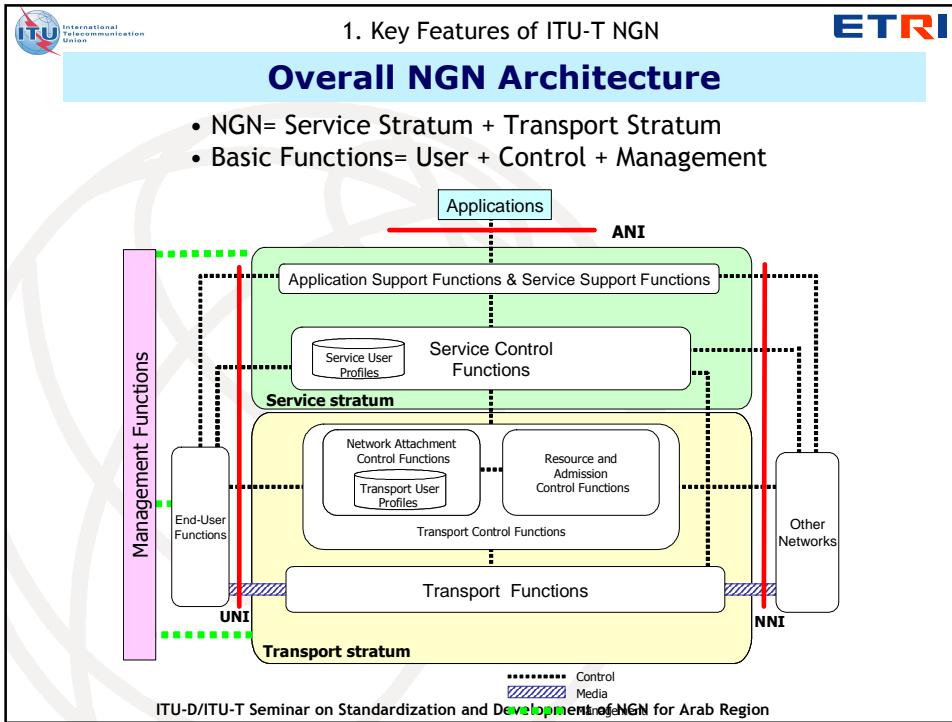 ITU International
Telecommunication
Union
1. Key Features of ITU-T NGN
ETRI
Overall NGN Architecture
• NGN= Service Stratum + Transport Stratum
• Basic Functions= User + Control + Management
Applications
ANI
Application Support Functions & Service Support Functions
Service User
Profiles
Service Control
Functions
Service stratum
Management Functions
Network Attachment
Control Functions
Transport User
Profiles
Resource and
Admission
Control Functions
Transport Control Functions
End-User
Functions
Other
Networks
Transport Functions
UNI
NNI
Transport stratum
Control
Media
Management
ITU-D/ITU-T Seminar on Standardization and Development of NGN for Arab Region